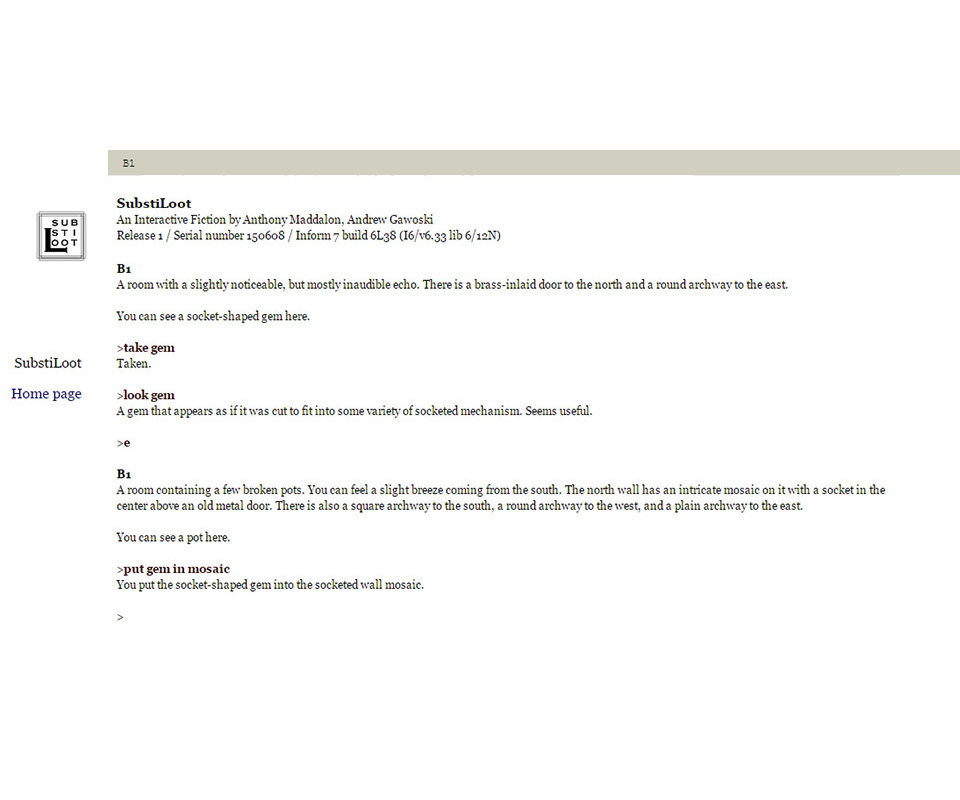 B1
SUB
STI
LOOT
SubstiLoot
Home page
SubstiLoot
An Interactive Fiction by Anthony Maddalon, Andrew Gawoski
Release 1 / Serial number 150608 / Inform 7 build 6L38 (I6/v6.33 lib 6/12N)
B1
A room with a slightly noticeable, but mostly inaudible echo. There is a brass-inlaid door to the north and a round archway to the east.
You can see a socket-shaped gem here.
>take gem
Taken.
>look gem
A gem that appears as if it was cut to fit into some variety of socketed mechanism. Seems useful.
>e
B1
A room containing a few broken pots. You can feel a slight breeze coming from the south. The north wall has an intricate mosaic on it with a socket in the
center above an old metal door. There is also a square archway to the south, a round archway to the west, and a plain archway to the east.
You can see a pot here.
>put gem in mosaic
You put the socket-shaped gem into the socketed wall mosaic.
>